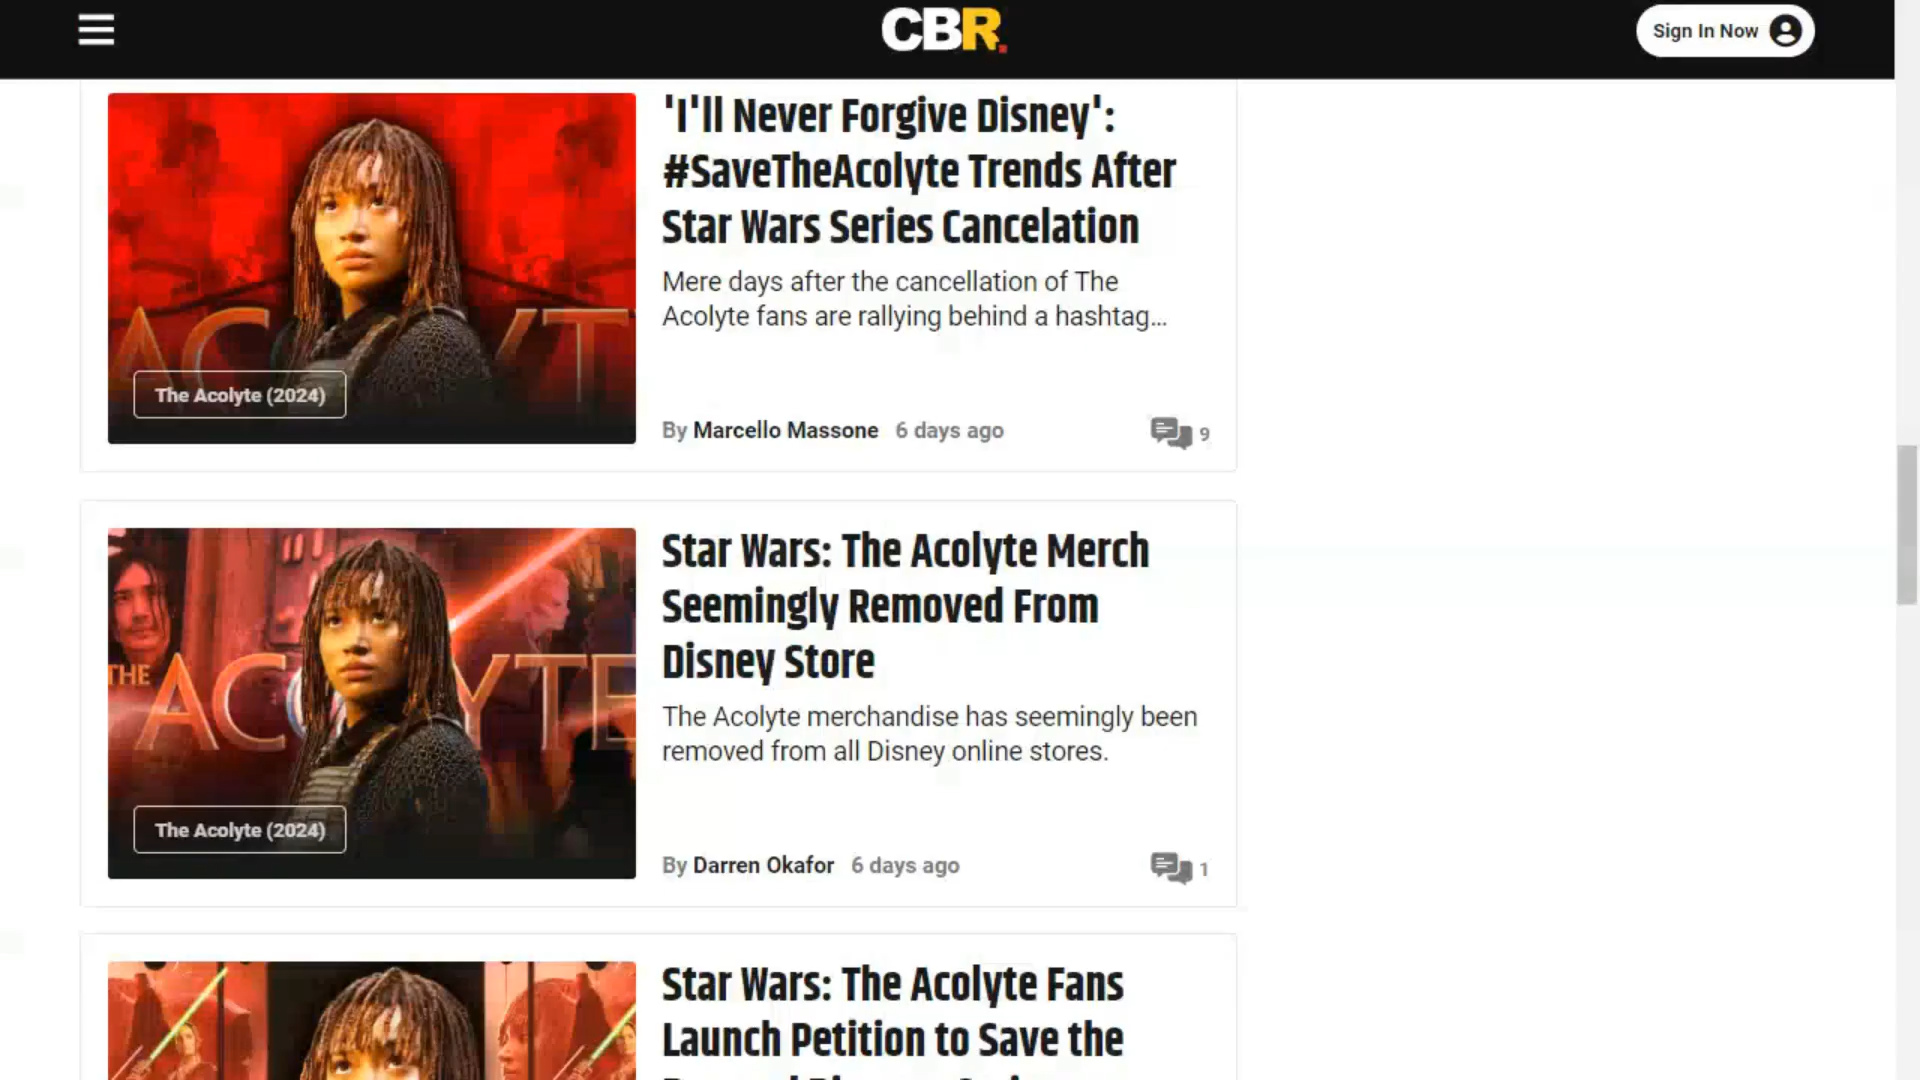 CBR.
Sign In Now
'I'll Never Forgive Disney':
#SaveTheAcolyte Trends After
Star Wars Series Cancelation
Mere days after the cancellation of The
Acolyte fans are rallying behind a hashtag...
The Acolyte (2024)
By Marcello Massone 6 days ago
9
Star Wars: The Acolyte Merch
Seemingly Removed From
Disney Store
The Acolyte merchandise has seemingly been
removed from all Disney online stores.
THE
The Acolyte (2024)
By Darren Okafor 6 days ago
1
Star Wars: The Acolyte Fans
Launch Petition to Save the